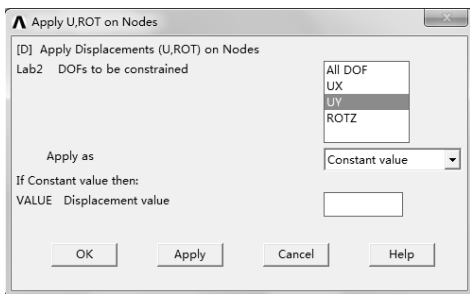 Apply U,ROT on Nodes
[D] Apply Displacements (U,ROT) on Nodes
Lab2 DOFs to be constrained
All DOF
UX
UY
ROTZ
Apply as
Constant value
If Constant value then:
VALUE Displacement value
OK Apply Cancel Help